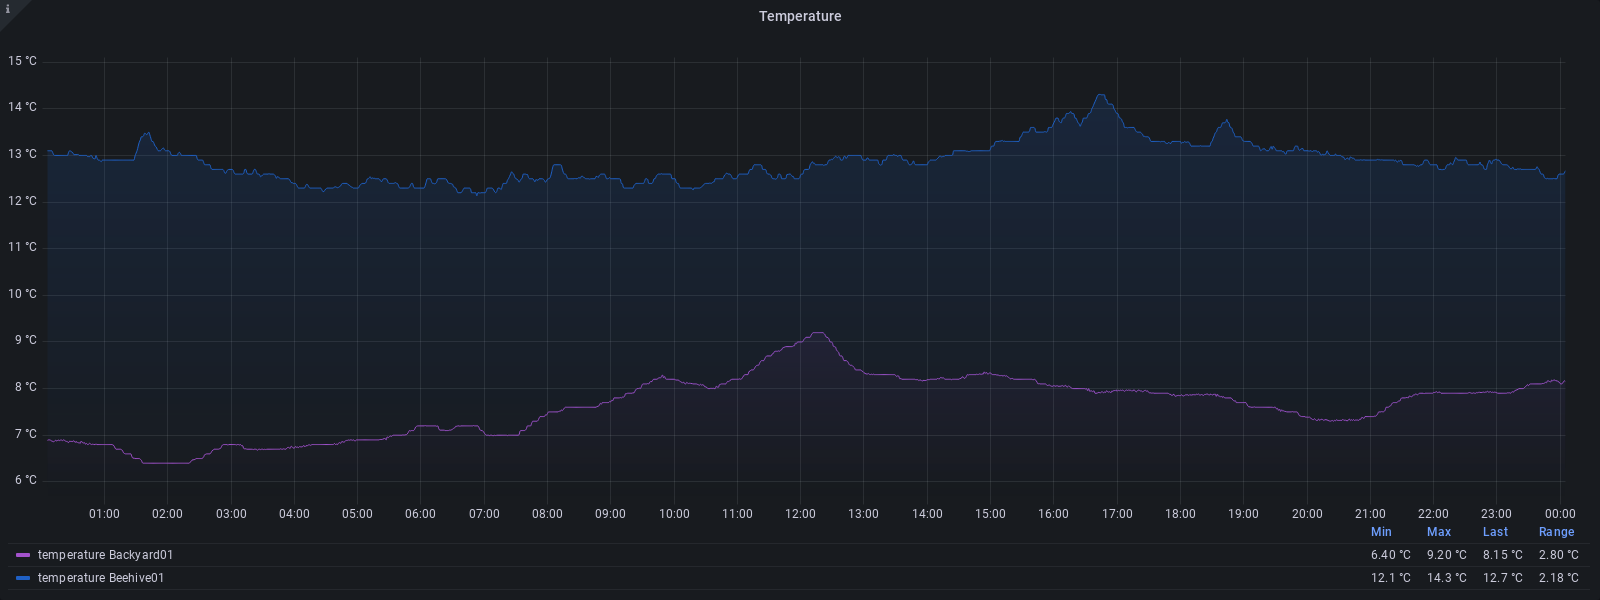 i
Temperature
15 °C
14 °C
13 °C
12 °C
11 °C
10 °C
9 °C
8 °C
7 °C
6 °C
01:00 02:00 03:00 04:00 05:00 06:00 07:00 08:00 09:00 10:00 11:00 12:00 13:00 14:00 15:00 16:00 17:00 18:00 19:00 20:00 21:00 22:00 23:00 00:00
Min Max Last Range
temperature Backyard01 6.40 °C 9.20 °C 8.15 °C 2.80 °C
temperature Beehive01 12.1 °C 14.3 °C 12.7 °C 2.18 °C